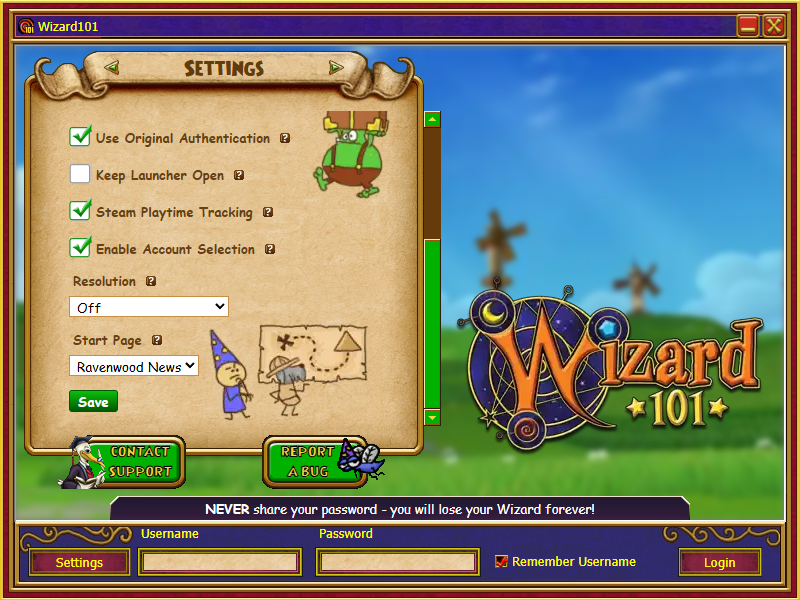 Wizard101
SETTINGS
Use Original Authentication ?
Keep Launcher Open ?
Steam Playtime Tracking ?
Enable Account Selection ?
Resolution ?
Off
Start Page ?
Ravenwood News
Save
CONTACT
SUPPORT
REPORT
A BUG
Wizard
101
NEVER share your password - you will lose your Wizard forever!
Username
Password
Settings
Remember Username
Login